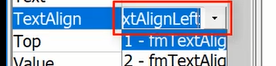 Text
TextAlign xtAlignLeft
Top 1 - fmTextAlig
Value 2 - fmTextAlig